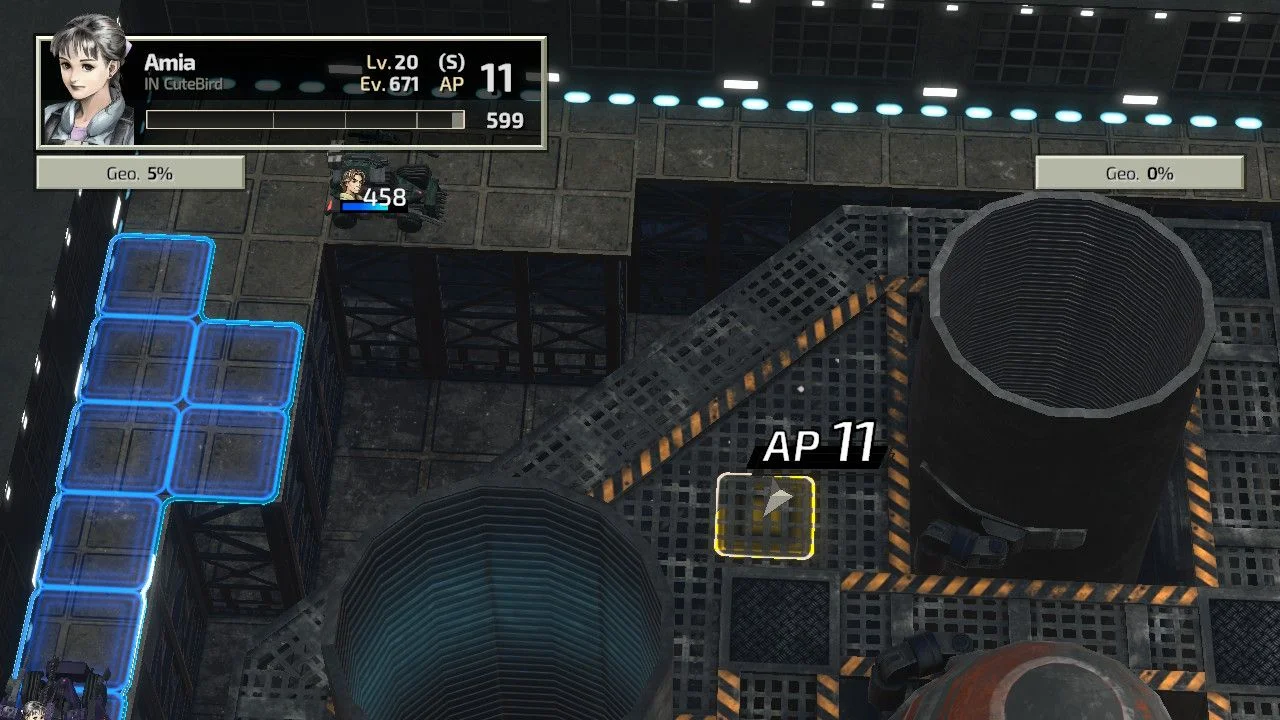 Amia
IN CuteBird
Lv.20 (S)
Ev.671 AP 11
599
Geo. 5%
Geo. 0%
458
AP 11